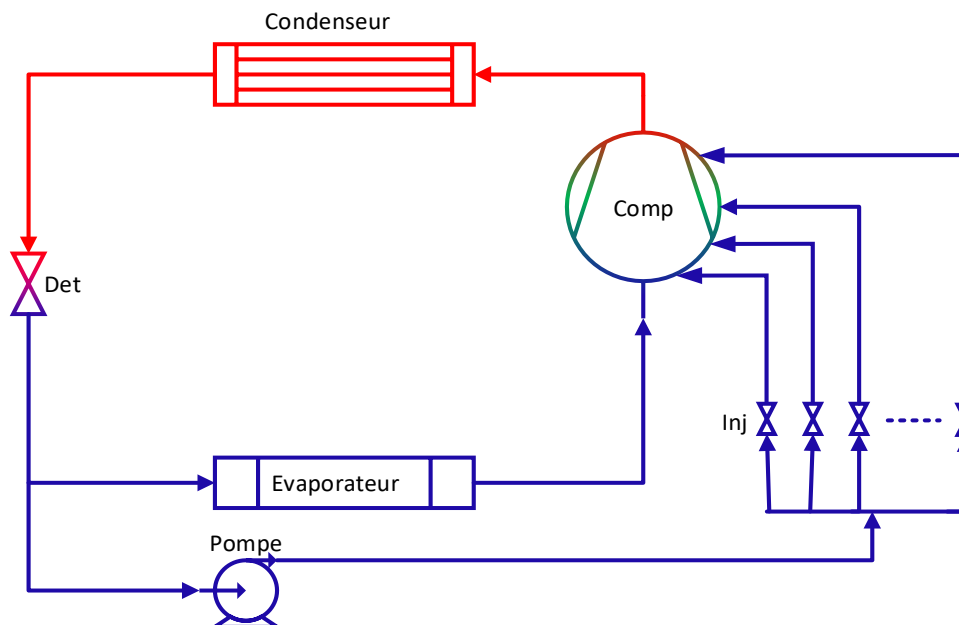 Condenseur
Comp
Det
Inj
Evaporateur
Pompe